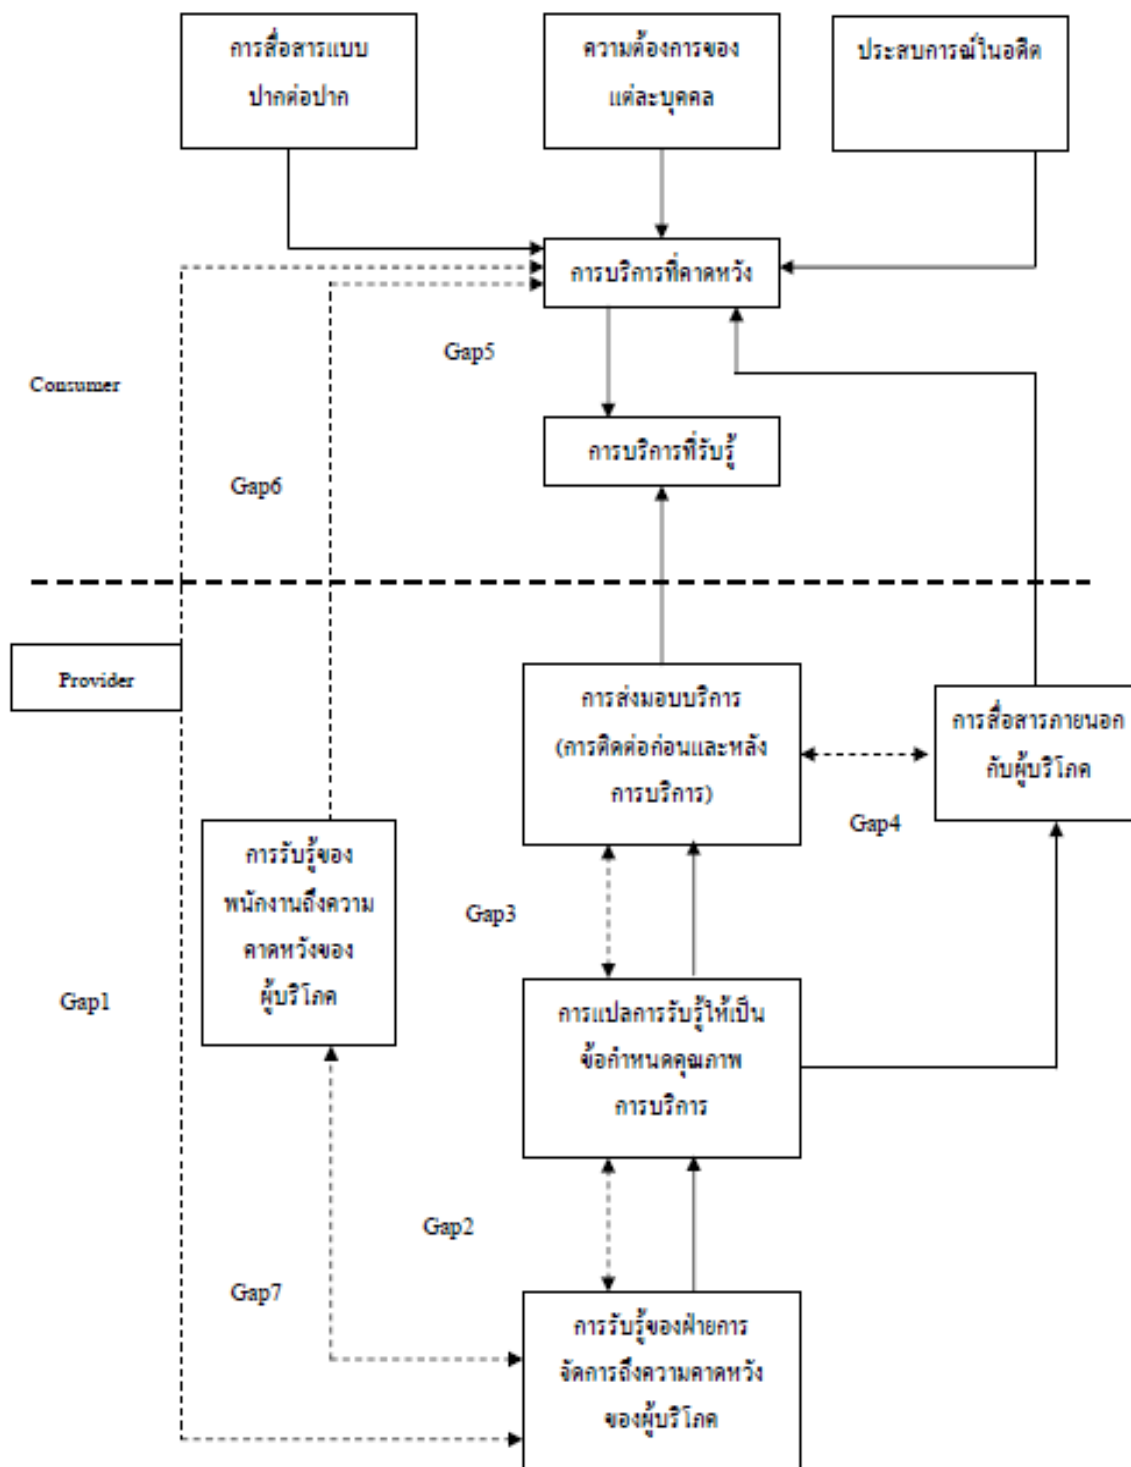 การสื่อสารแบบ
ปากต่อปาก
ความต้องการของ
แต่ละบุคคล
ประสบการณ์ในอดีต
การบริการที่คาดหวัง
Gap5
Consumer
การบริการที่รับรู้
Gap6
Provider
การส่งมอบบริการ
(การติดต่อก่อนและหลัง
การบริการ)
การสื่อสารภายนอก
กับผู้บริโภค
Gap4
การรับรู้ของ
พนักงานถึงความ
คาดหวังของ
ผู้บริโภค
Gap3
Gap1
การแปลการรับรู้ให้เป็น
ข้อกำหนดคุณภาพ
การบริการ
Gap2
Gap7
การรับรู้ของฝ่ายการ
จัดการถึงความคาดหวัง
ของผู้บริโภค